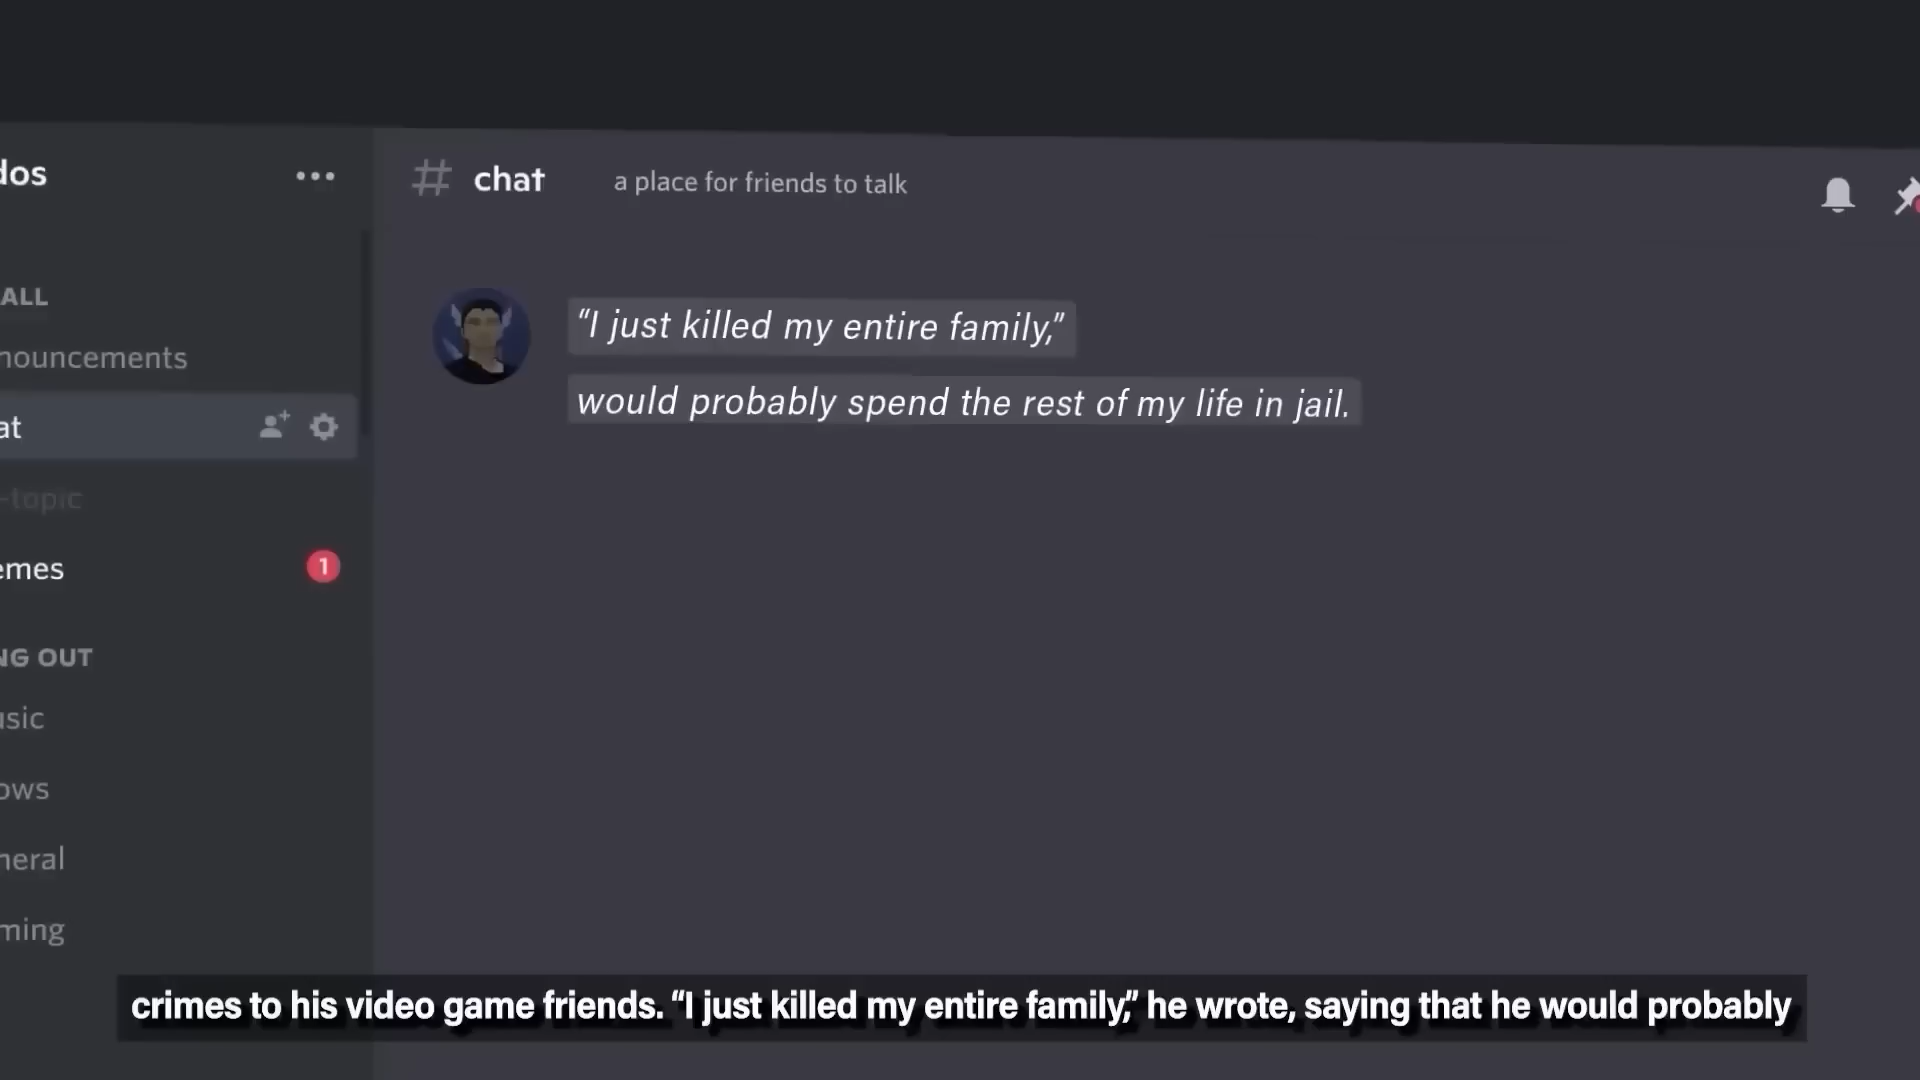 dos
chat a place for friends to talk
ALL
nouncements
at
-topic
emes 1
NG OUT
usic
ows
neral
ming
“I just killed my entire family,”
would probably spend the rest of my life in jail.
crimes to his video game friends. “I just killed my entire family,” he wrote, saying that he would probably